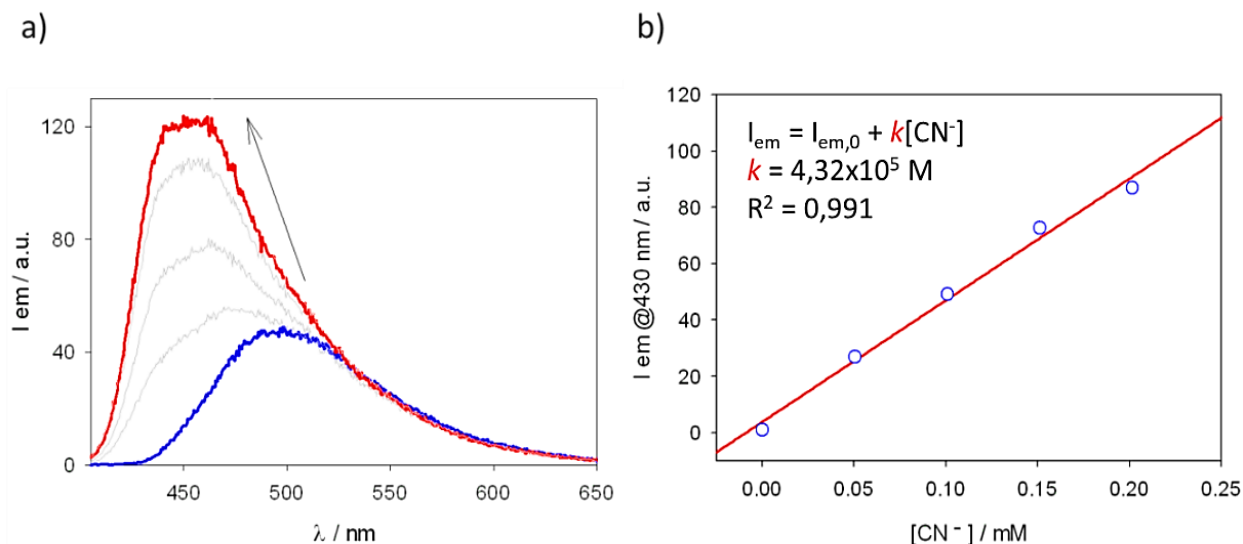 a)
120
80
40
0
I em / a.u.
450
500
550
600
650
λ / nm
b)
120
100
80
60
40
20
0
I em @430 nm / a.u.
I_em = I_em,0 + k[CN⁻]
k = 4,32x10⁵ M
R² = 0,991
0.00
0.05
0.10
0.15
0.20
0.25
[CN⁻] / mM